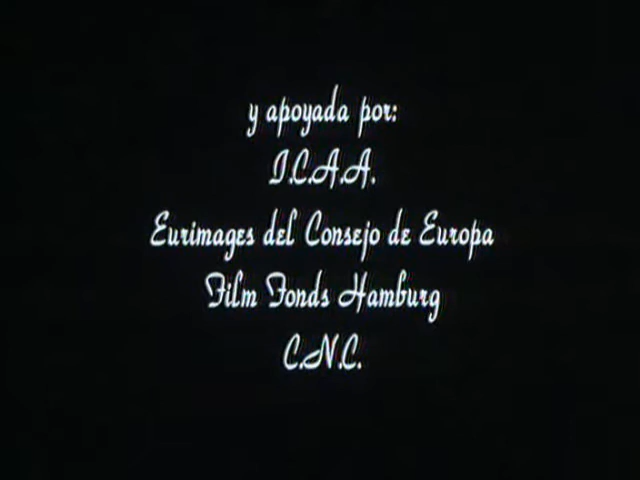 y apoyada por:
I.C.A.A.
Eurimages del Consejo de Europa
Film Fonds Hamburg
C.N.C.